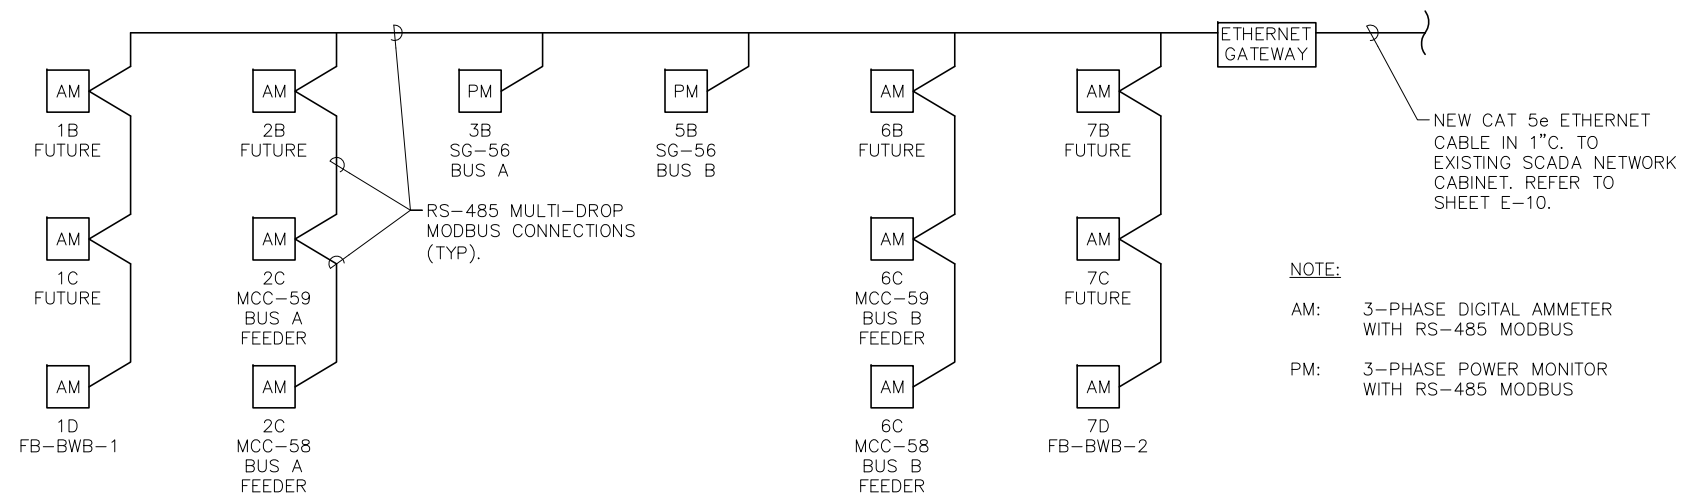 ETHERNET
GATEWAY
AM
1B
FUTURE
AM
2B
FUTURE
PM
3B
SG-56
BUS A
PM
5B
SG-56
BUS B
AM
6B
FUTURE
AM
7B
FUTURE
NEW CAT 5e ETHERNET
CABLE IN 1"C. TO
EXISTING SCADA NETWORK
CABINET. REFER TO
SHEET E-10.
RS-485 MULTI-DROP
MODBUS CONNECTIONS
(TYP).
AM
1C
FUTURE
AM
2C
MCC-59
BUS A
FEEDER
AM
6C
MCC-59
BUS B
FEEDER
AM
7C
FUTURE
NOTE:
AM: 3-PHASE DIGITAL AMMETER
WITH RS-485 MODBUS
PM: 3-PHASE POWER MONITOR
WITH RS-485 MODBUS
AM
1D
FB-BWB-1
AM
2C
MCC-58
BUS A
FEEDER
AM
6C
MCC-58
BUS B
FEEDER
AM
7D
FB-BWB-2